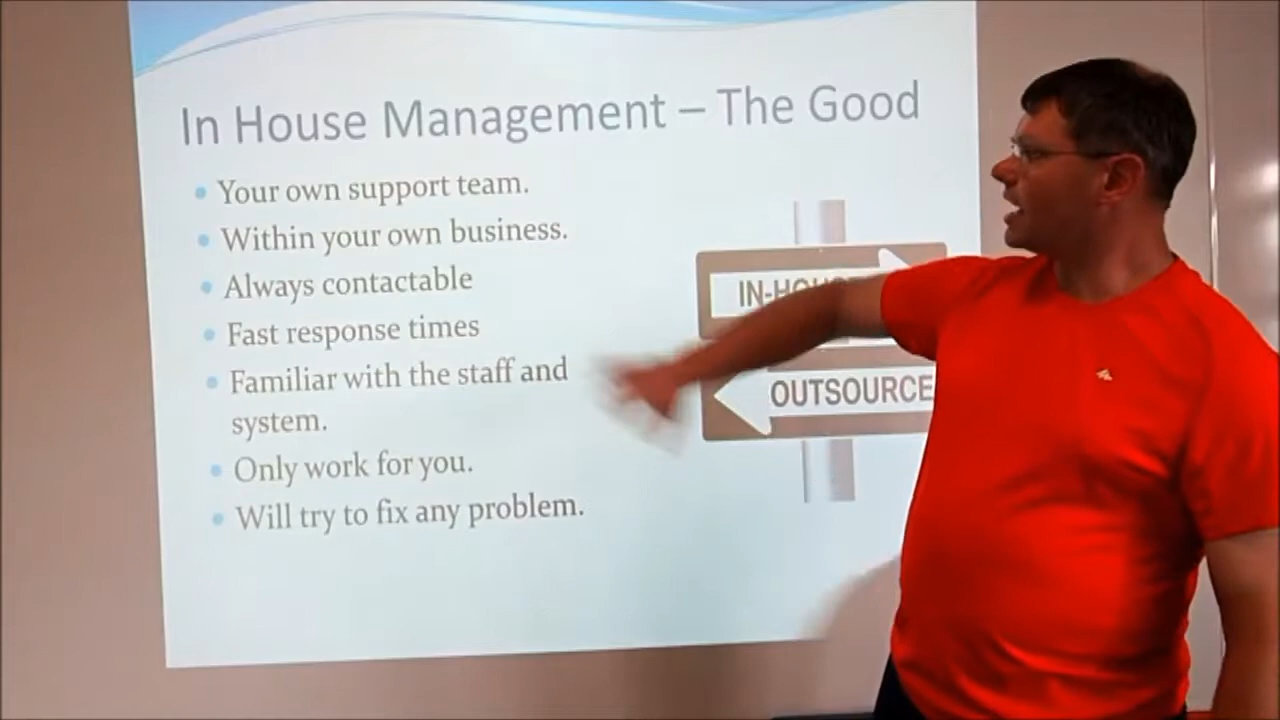 In House Management – The Good
Your own support team.
Within your own business.
Always contactable
Fast response times
Familiar with the staff and
system.
Only work for you.
Will try to fix any problem.
OUTSOURCE